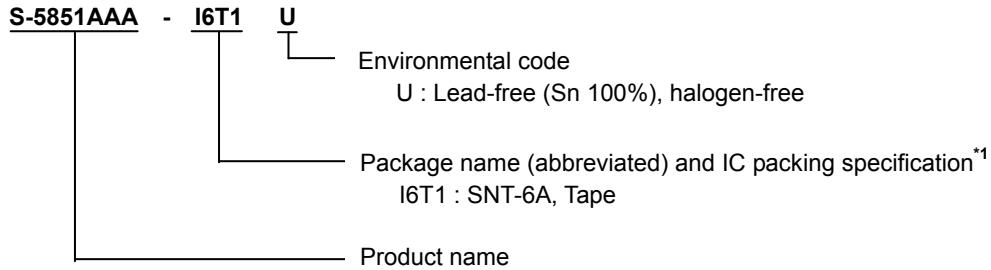 S-5851AAA - I6T1 U
Environmental code
U : Lead-free (Sn 100%), halogen-free
Package name (abbreviated) and IC packing specification*1
I6T1 : SNT-6A, Tape
Product name